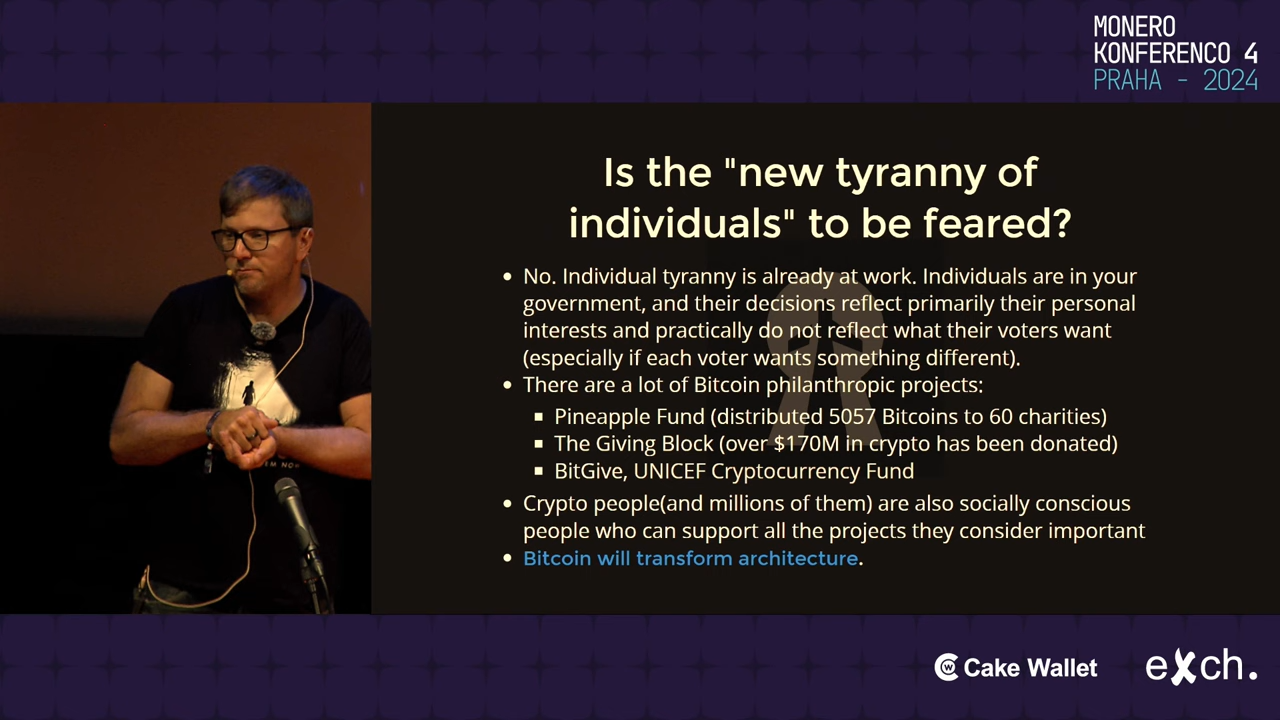 MONERO
KONFERENCO 4
PRAHA - 2024
Is the "new tyranny of
individuals" to be feared?
• No. Individual tyranny is already at work. Individuals are in your
government, and their decisions reflect primarily their personal
interests and practically do not reflect what their voters want
(especially if each voter wants something different).
• There are a lot of Bitcoin philanthropic projects:
▪ Pineapple Fund (distributed 5057 Bitcoins to 60 charities)
▪ The Giving Block (over $170M in crypto has been donated)
▪ BitGive, UNICEF Cryptocurrency Fund
• Crypto people(and millions of them) are also socially conscious
people who can support all the projects they consider important
• Bitcoin will transform architecture.
Cake Wallet
eXch.